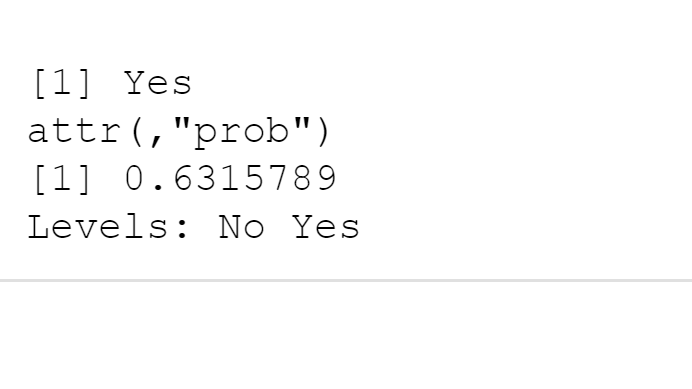 [1] Yes
attr(,"prob")
[1] 0.6315789
Levels: No Yes